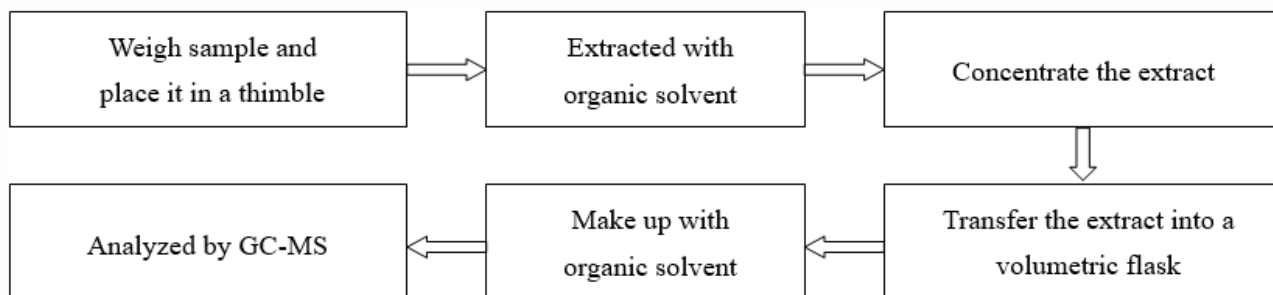 Weigh sample and
place it in a thimble
Extracted with
organic solvent
Concentrate the extract
Transfer the extract into a
volumetric flask
Make up with
organic solvent
Analyzed by GC-MS